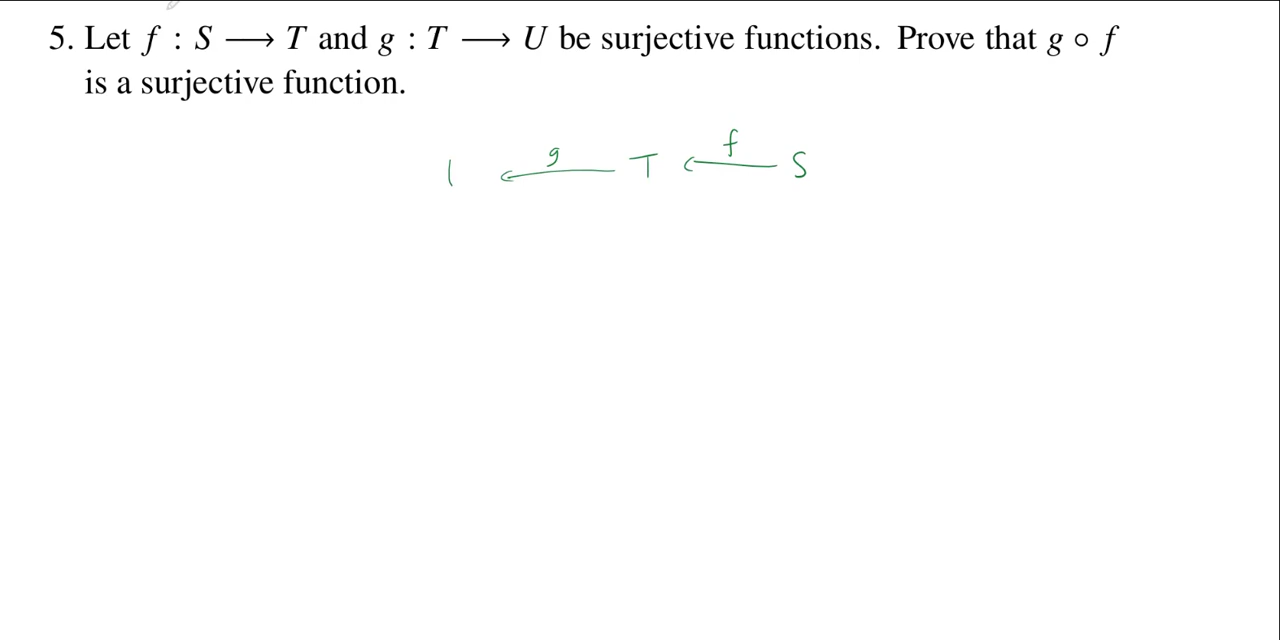 5. Let f : S ⟶ T and g : T ⟶ U be surjective functions. Prove that g ∘ f
is a surjective function.
g T f S